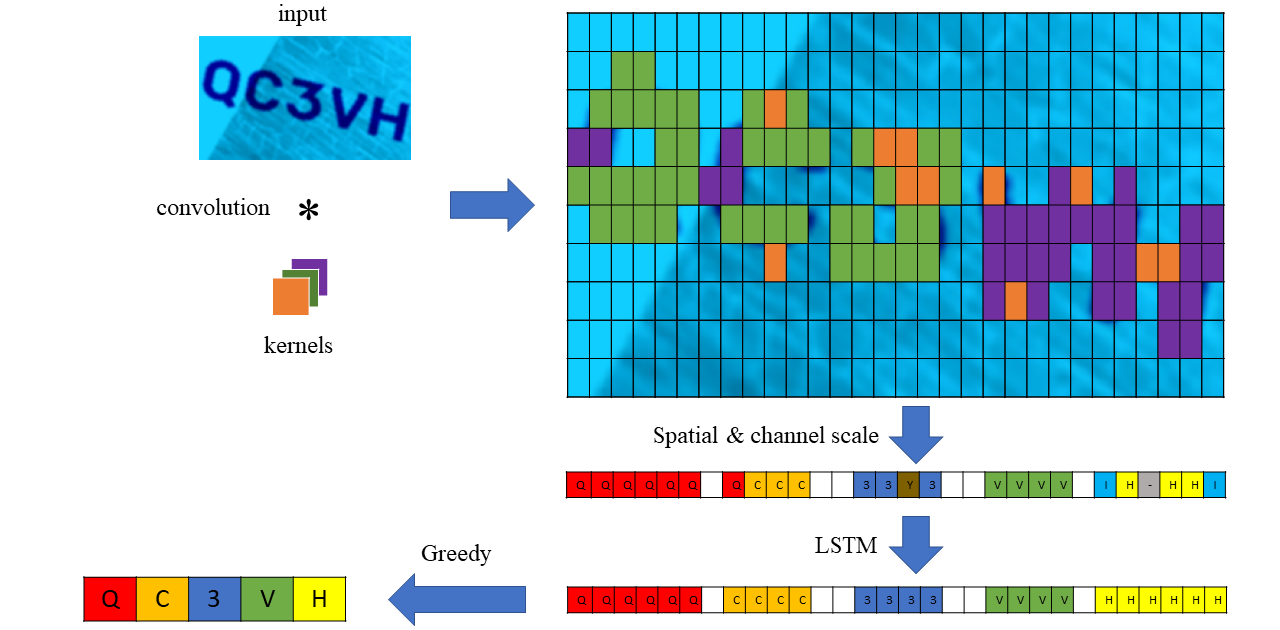 input
QC3VH
convolution *
kernels
Spatial & channel scale
Q Q Q Q Q Q Q C C C 3 3 Y 3 V V V V I H - H H I
LSTM
Q Q Q Q Q Q C C C C 3 3 3 3 V V V V H H H H H H
Greedy
Q C 3 V H